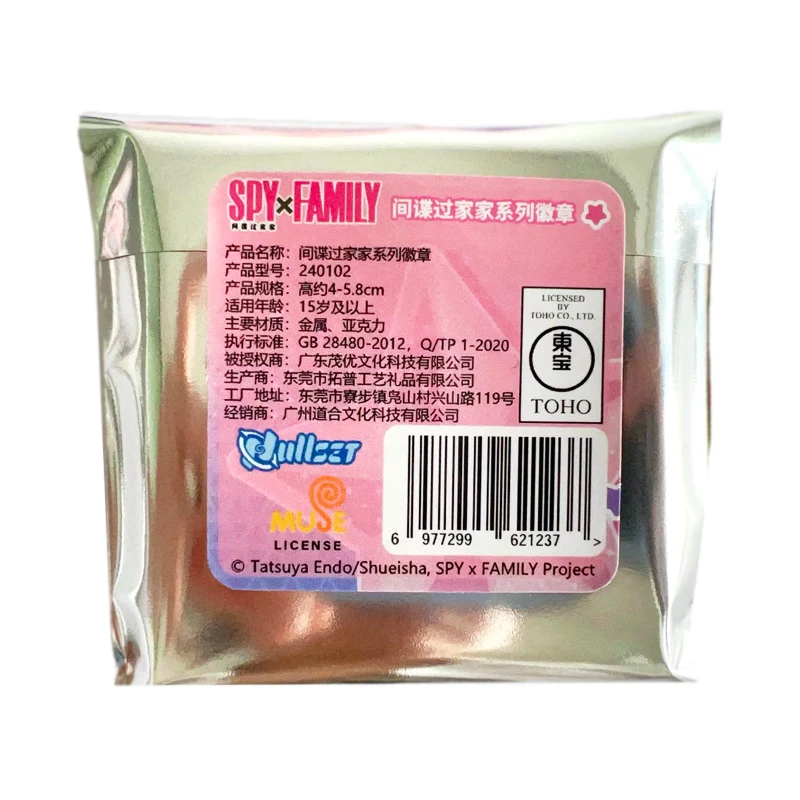 SPY×FAMILY
间谍过家家
间谍过家家系列徽章
产品名称：间谍过家家系列徽章
产品型号：240102
产品规格：高约4-5.8cm
适用年龄：15岁及以上
主要材质：金属、亚克力
执行标准：GB 28480-2012，Q/TP 1-2020
被授权商：广东茂优文化科技有限公司
生产商：东莞市拓普工艺礼品有限公司
工厂地址：东莞市寮步镇凫山村兴山路119号
经销商：广州道合文化科技有限公司
LICENSED
BY
TOHO CO., LTD.
東宝
TOHO
MUSE
LICENSE
6 977299 621237 >
© Tatsuya Endo/Shueisha, SPY x FAMILY Project